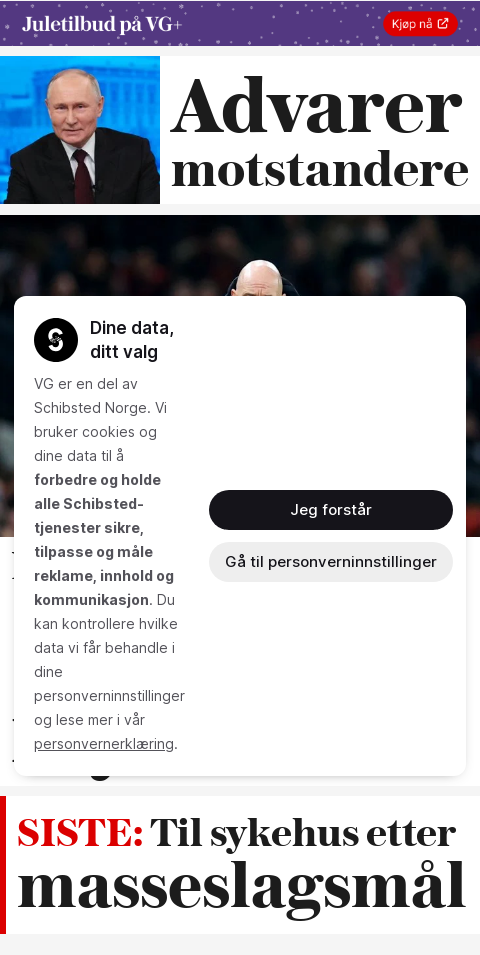 Juletilbud på VG+
Kjøp nå
Advarer
motstandere
Dine data,
ditt valg
VG er en del av
Schibsted Norge. Vi
bruker cookies og
dine data til å
forbedre og holde
alle Schibsted-
tjenester sikre,
tilpasse og måle
reklame, innhold og
kommunikasjon. Du
kan kontrollere hvilke
data vi får behandle i
dine
personverninnstillinger
og lese mer i vår
personvernerklæring.
Jeg forstår
Gå til personverninnstillinger
SISTE: Til sykehus etter
masseslagsmål